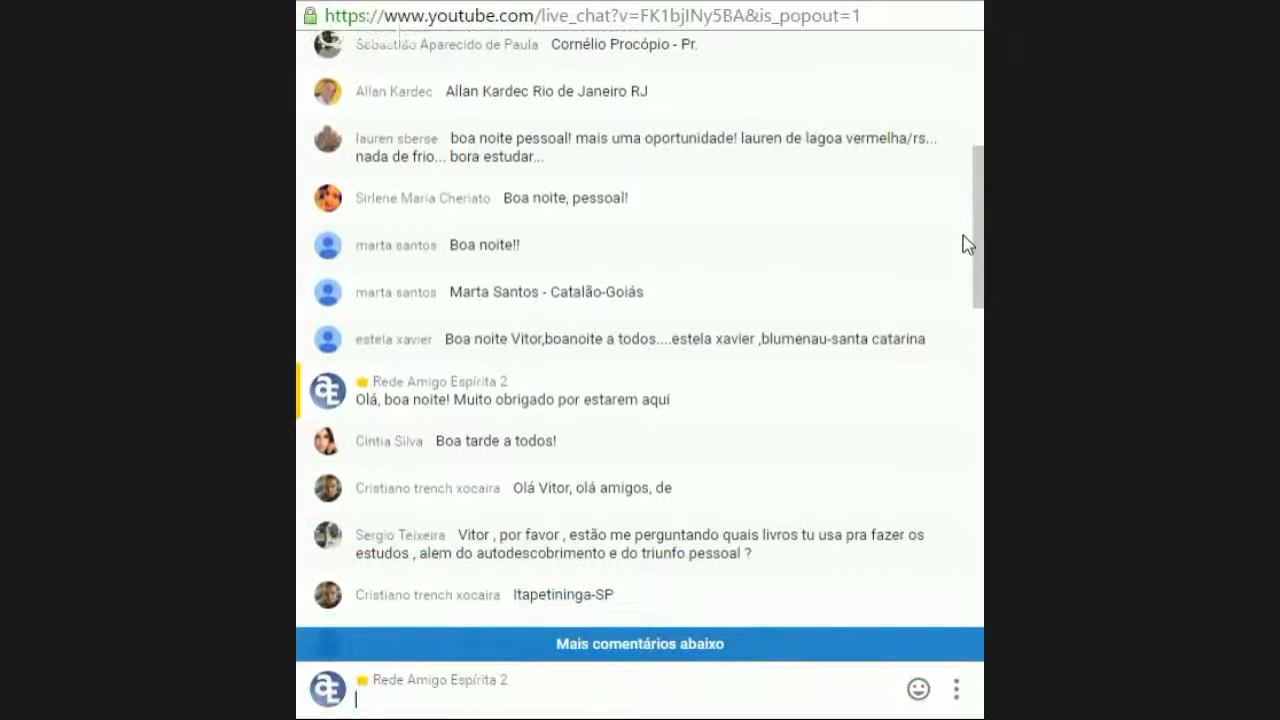 https://www.youtube.com/live_chat?v=FK1bjINy5BA&is_popout=1
Sebastião Aparecido de Paula Cornélio Procópio - Pr.
Allan Kardec Allan Kardec Rio de Janeiro RJ
lauren sberse boa noite pessoal! mais uma oportunidade! lauren de lagoa vermelha/rs...
nada de frio... bora estudar...
Sirlene Maria Cheriato Boa noite, pessoal!
marta santos Boa noite!!
marta santos Marta Santos - Catalão-Goiás
estela xavier Boa noite Vitor,boanoite a todos....estela xavier ,blumenau-santa catarina
Rede Amigo Espírita 2
Olá, boa noite! Muito obrigado por estarem aqui
Cintia Silva Boa tarde a todos!
Cristiano trench xocaira Olá Vitor, olá amigos, de
Sergio Teixeira Vitor , por favor , estão me perguntando quais livros tu usa pra fazer os
estudos , alem do autodescobrimento e do triunfo pessoal ?
Cristiano trench xocaira Itapetininga-SP
Mais comentários abaixo
Rede Amigo Espírita 2